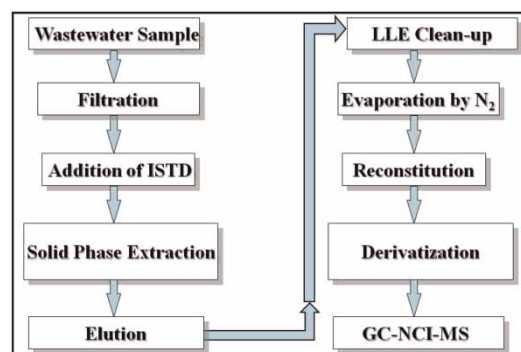 Wastewater Sample
Filtration
Addition of ISTD
Solid Phase Extraction
Elution
LLE Clean-up
Evaporation by N₂
Reconstitution
Derivatization
GC-NCI-MS